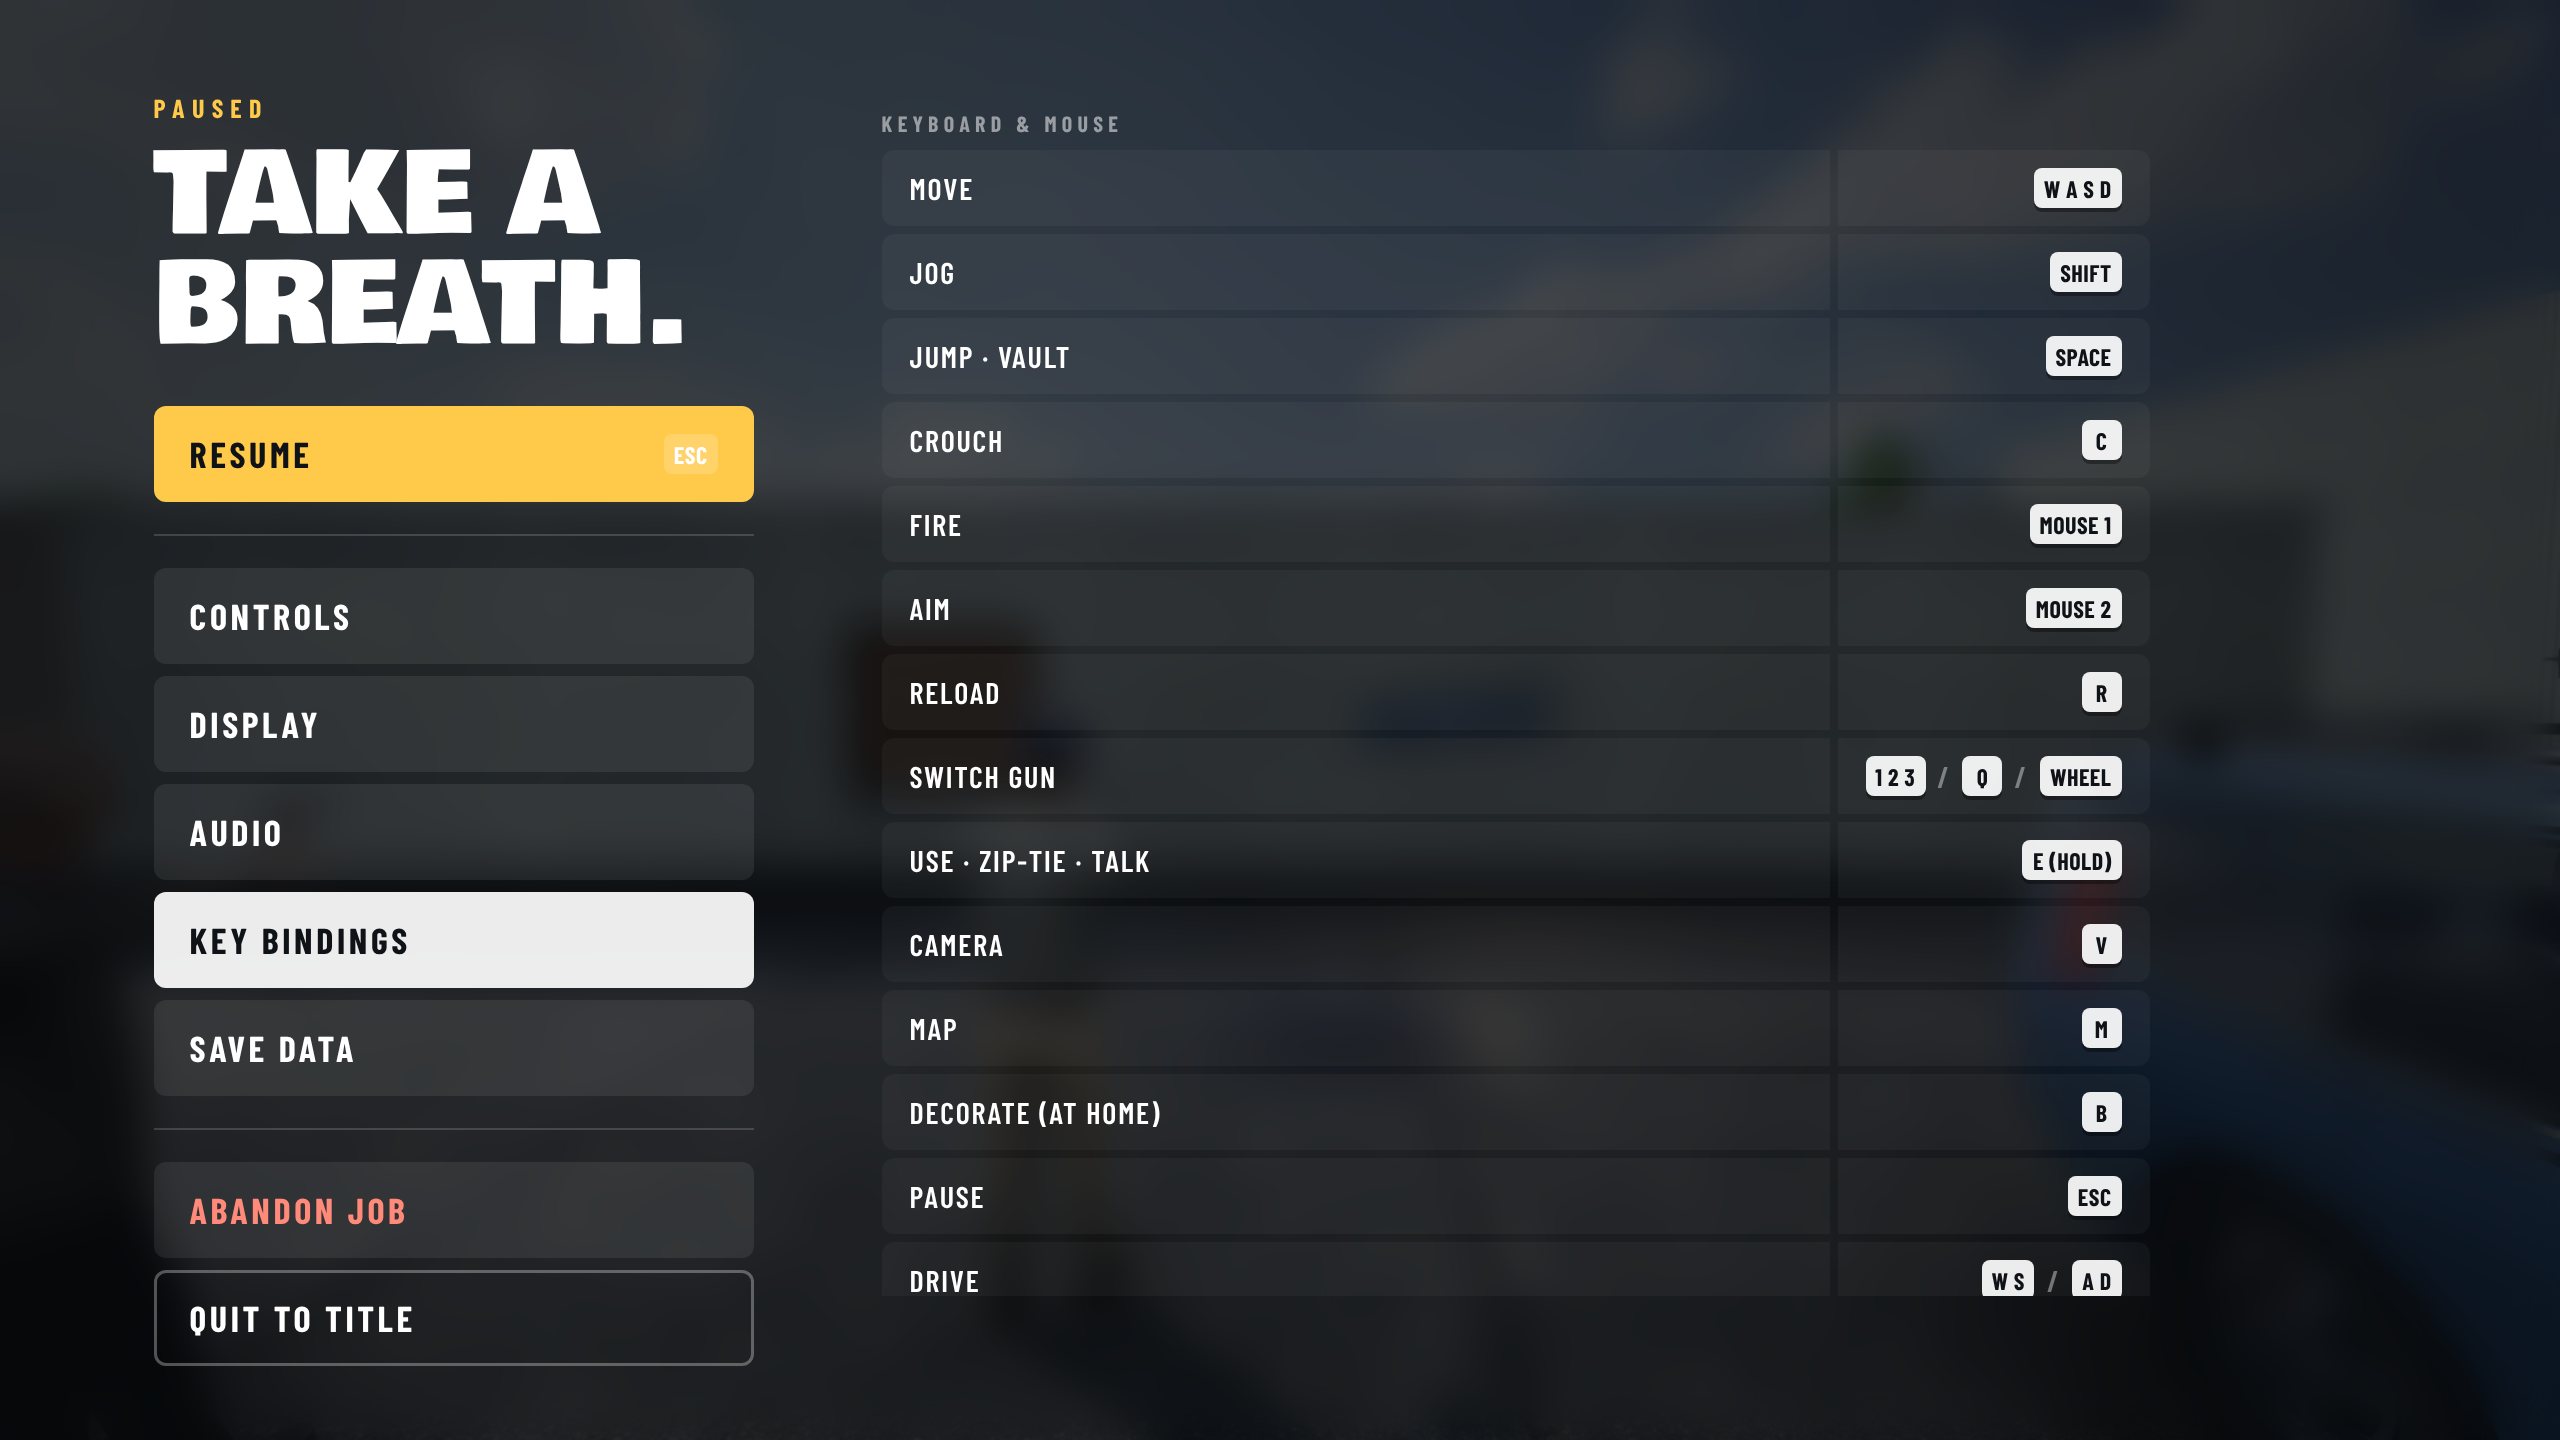 PAUSED
TAKE A
BREATH.
RESUME ESC
CONTROLS
DISPLAY
AUDIO
KEY BINDINGS
SAVE DATA
ABANDON JOB
QUIT TO TITLE
KEYBOARD & MOUSE
MOVE W A S D
JOG SHIFT
JUMP · VAULT SPACE
CROUCH C
FIRE MOUSE 1
AIM MOUSE 2
RELOAD R
SWITCH GUN 1 2 3 / Q / WHEEL
USE · ZIP-TIE · TALK E (HOLD)
CAMERA V
MAP M
DECORATE (AT HOME) B
PAUSE ESC
DRIVE W S / A D